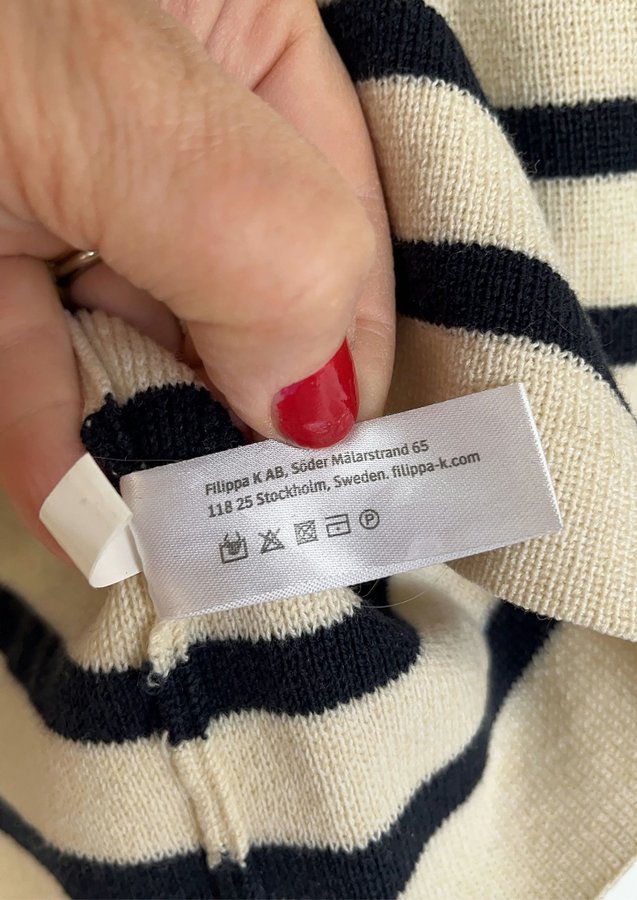 Filippa K AB, Söder Mälarstrand 65
118 25 Stockholm, Sweden. filippa-k.com
P